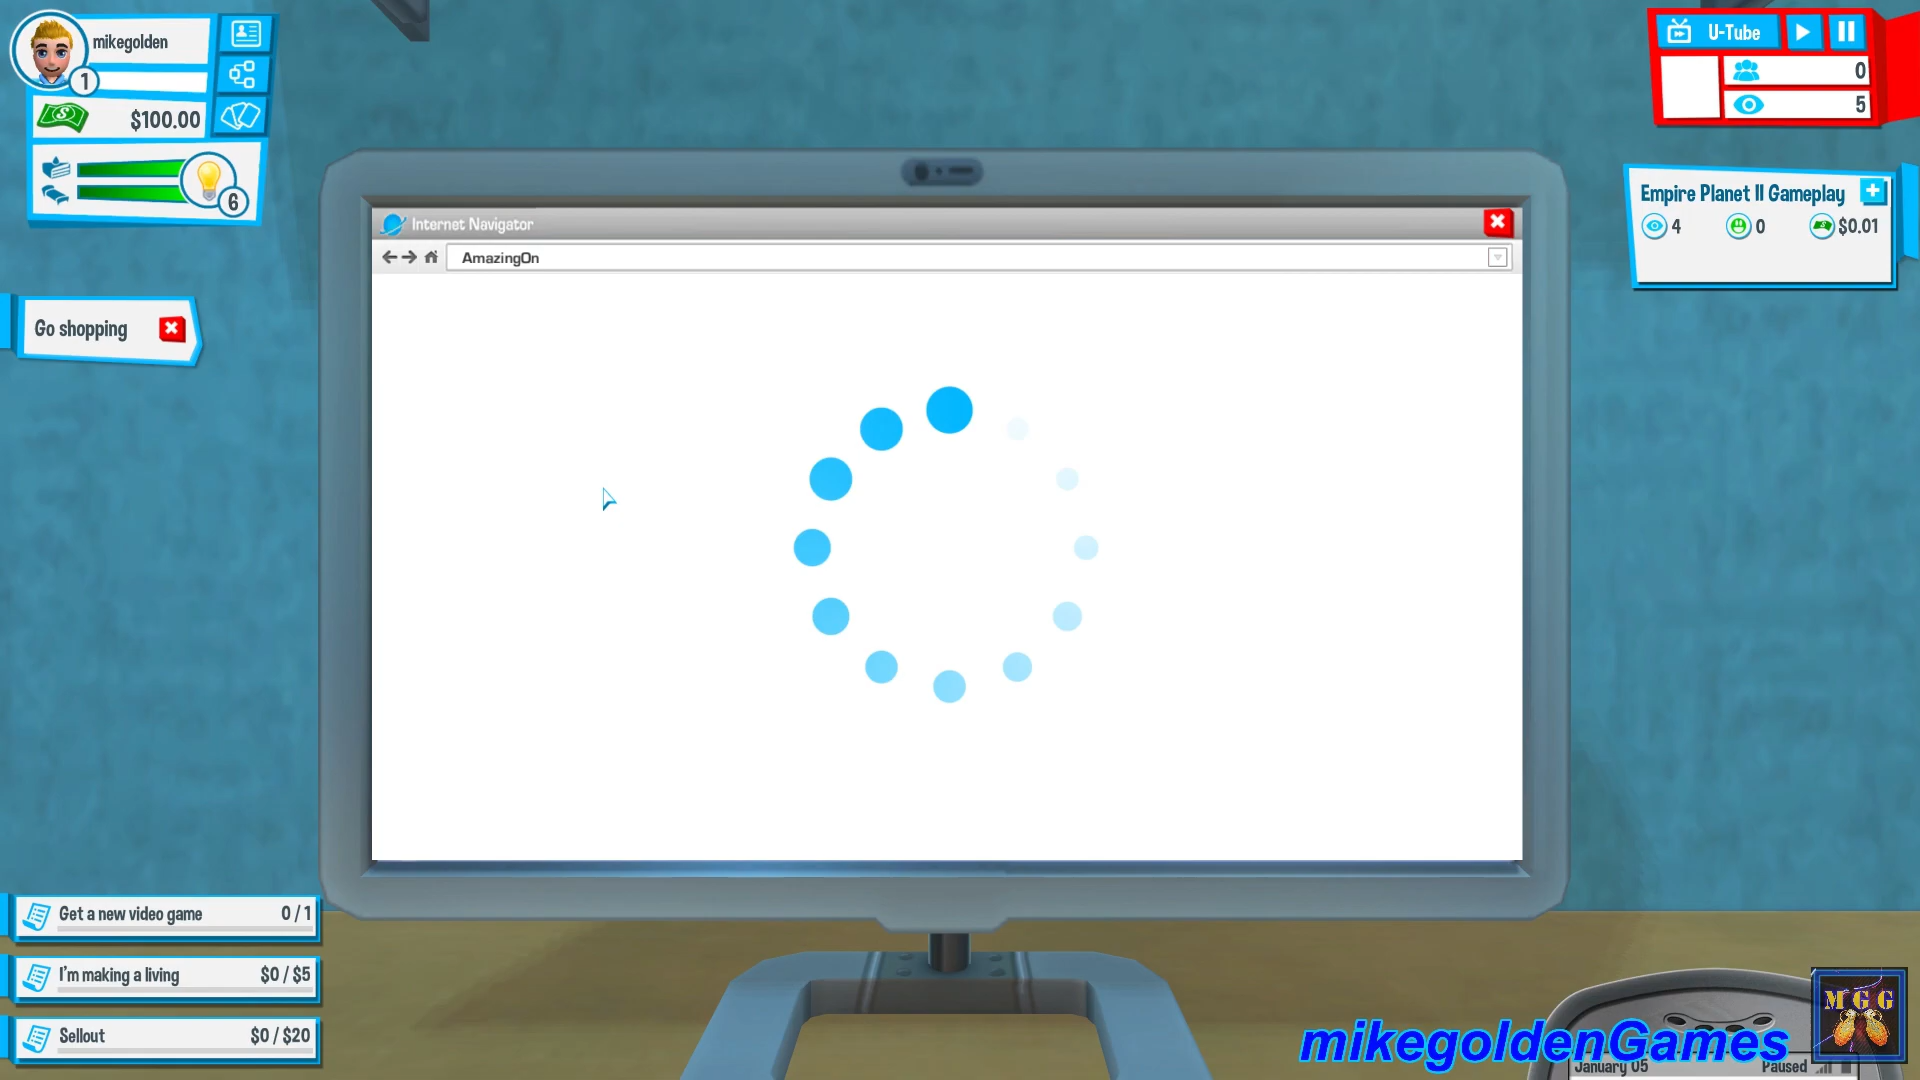 mikegolden
1
$100.00
6
U-Tube
0
5
Empire Planet II Gameplay
4
0
$0.01
Internet Navigator
AmazingOn
Go shopping
Get a new video game
0 / 1
I'm making a living
$0 / $5
Sellout
$0 / $20
MGG
mikegoldenGames
January 05
Paused